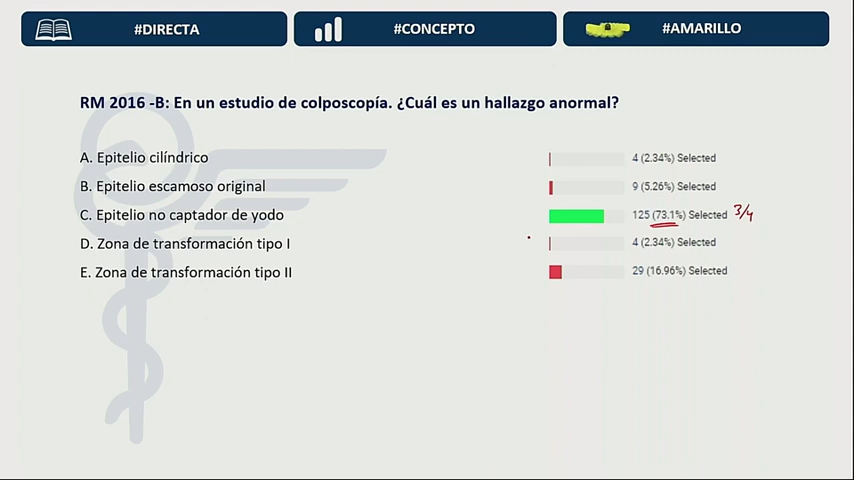 #DIRECTA
#CONCEPTO
#AMARILLO
RM 2016 -B: En un estudio de colposcopía. ¿Cuál es un hallazgo anormal?
A. Epitelio cilíndrico
4 (2.34%) Selected
B. Epitelio escamoso original
9 (5.26%) Selected
C. Epitelio no captador de yodo
125 (73.1%) Selected 3/4
D. Zona de transformación tipo I
4 (2.34%) Selected
E. Zona de transformación tipo II
29 (16.96%) Selected